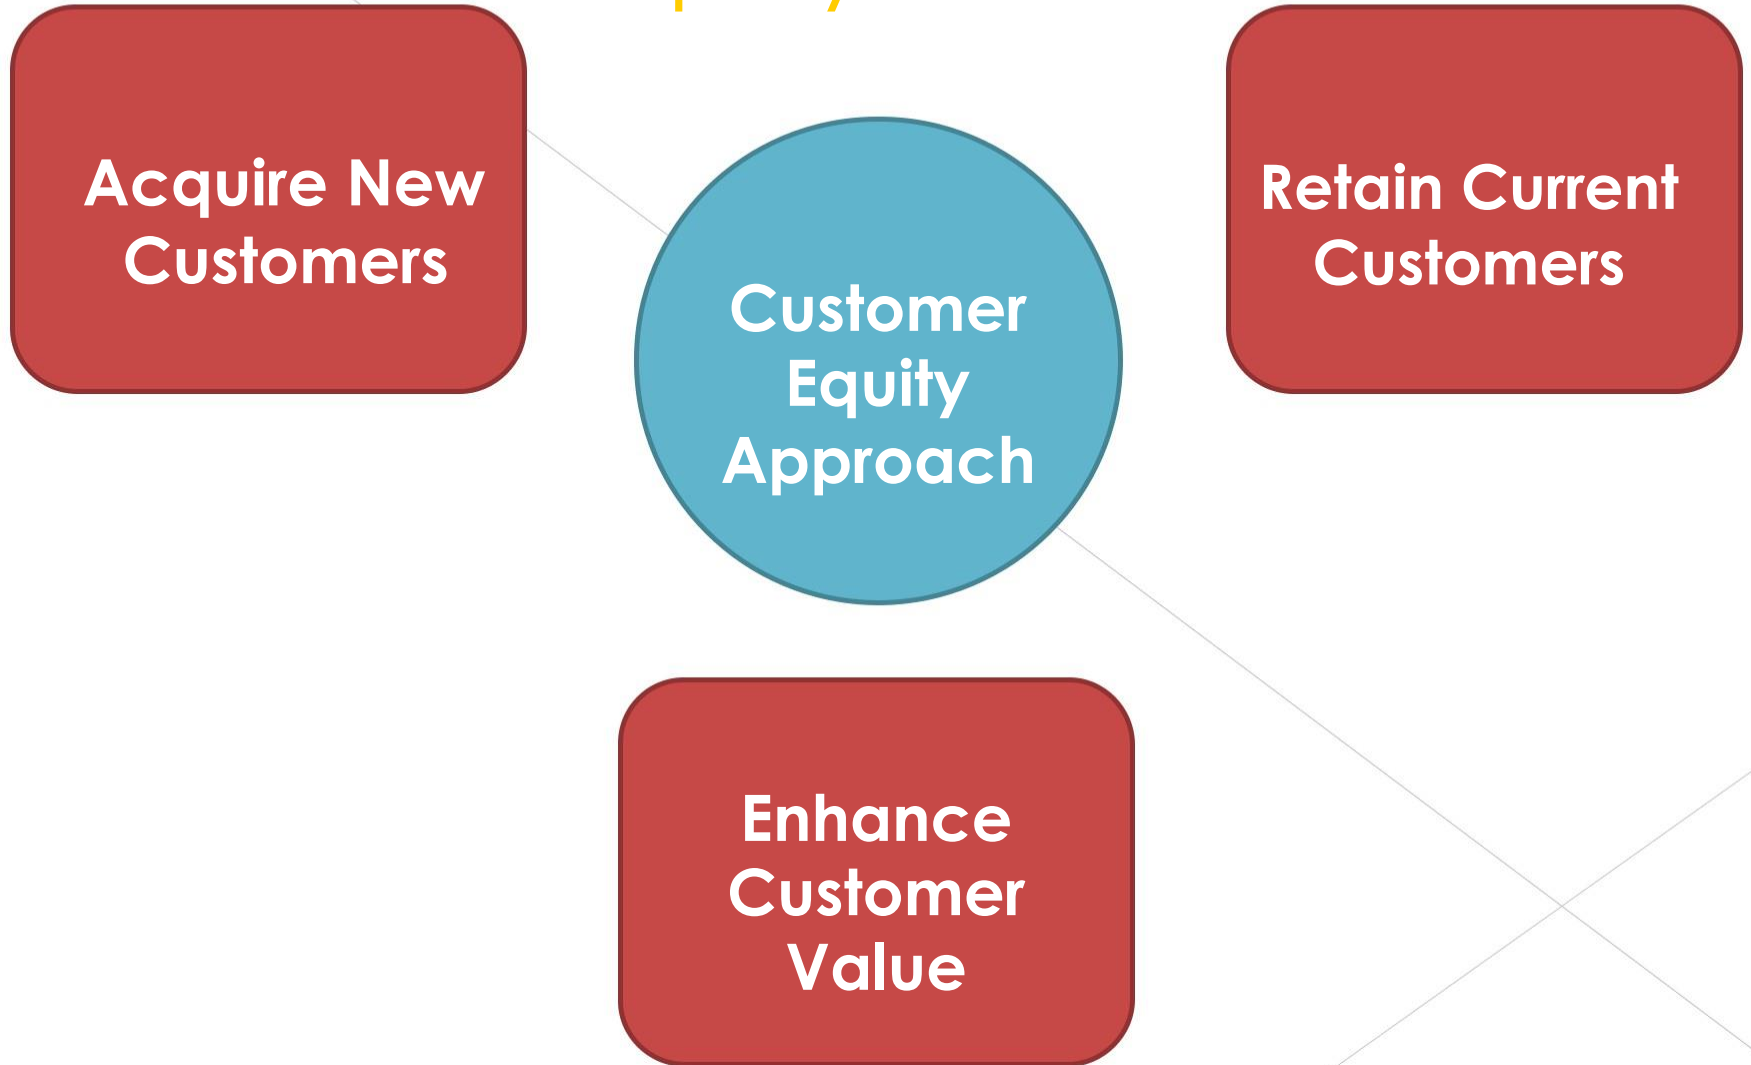 Acquire New
Customers
Retain Current
Customers
Customer
Equity
Approach
Enhance
Customer
Value